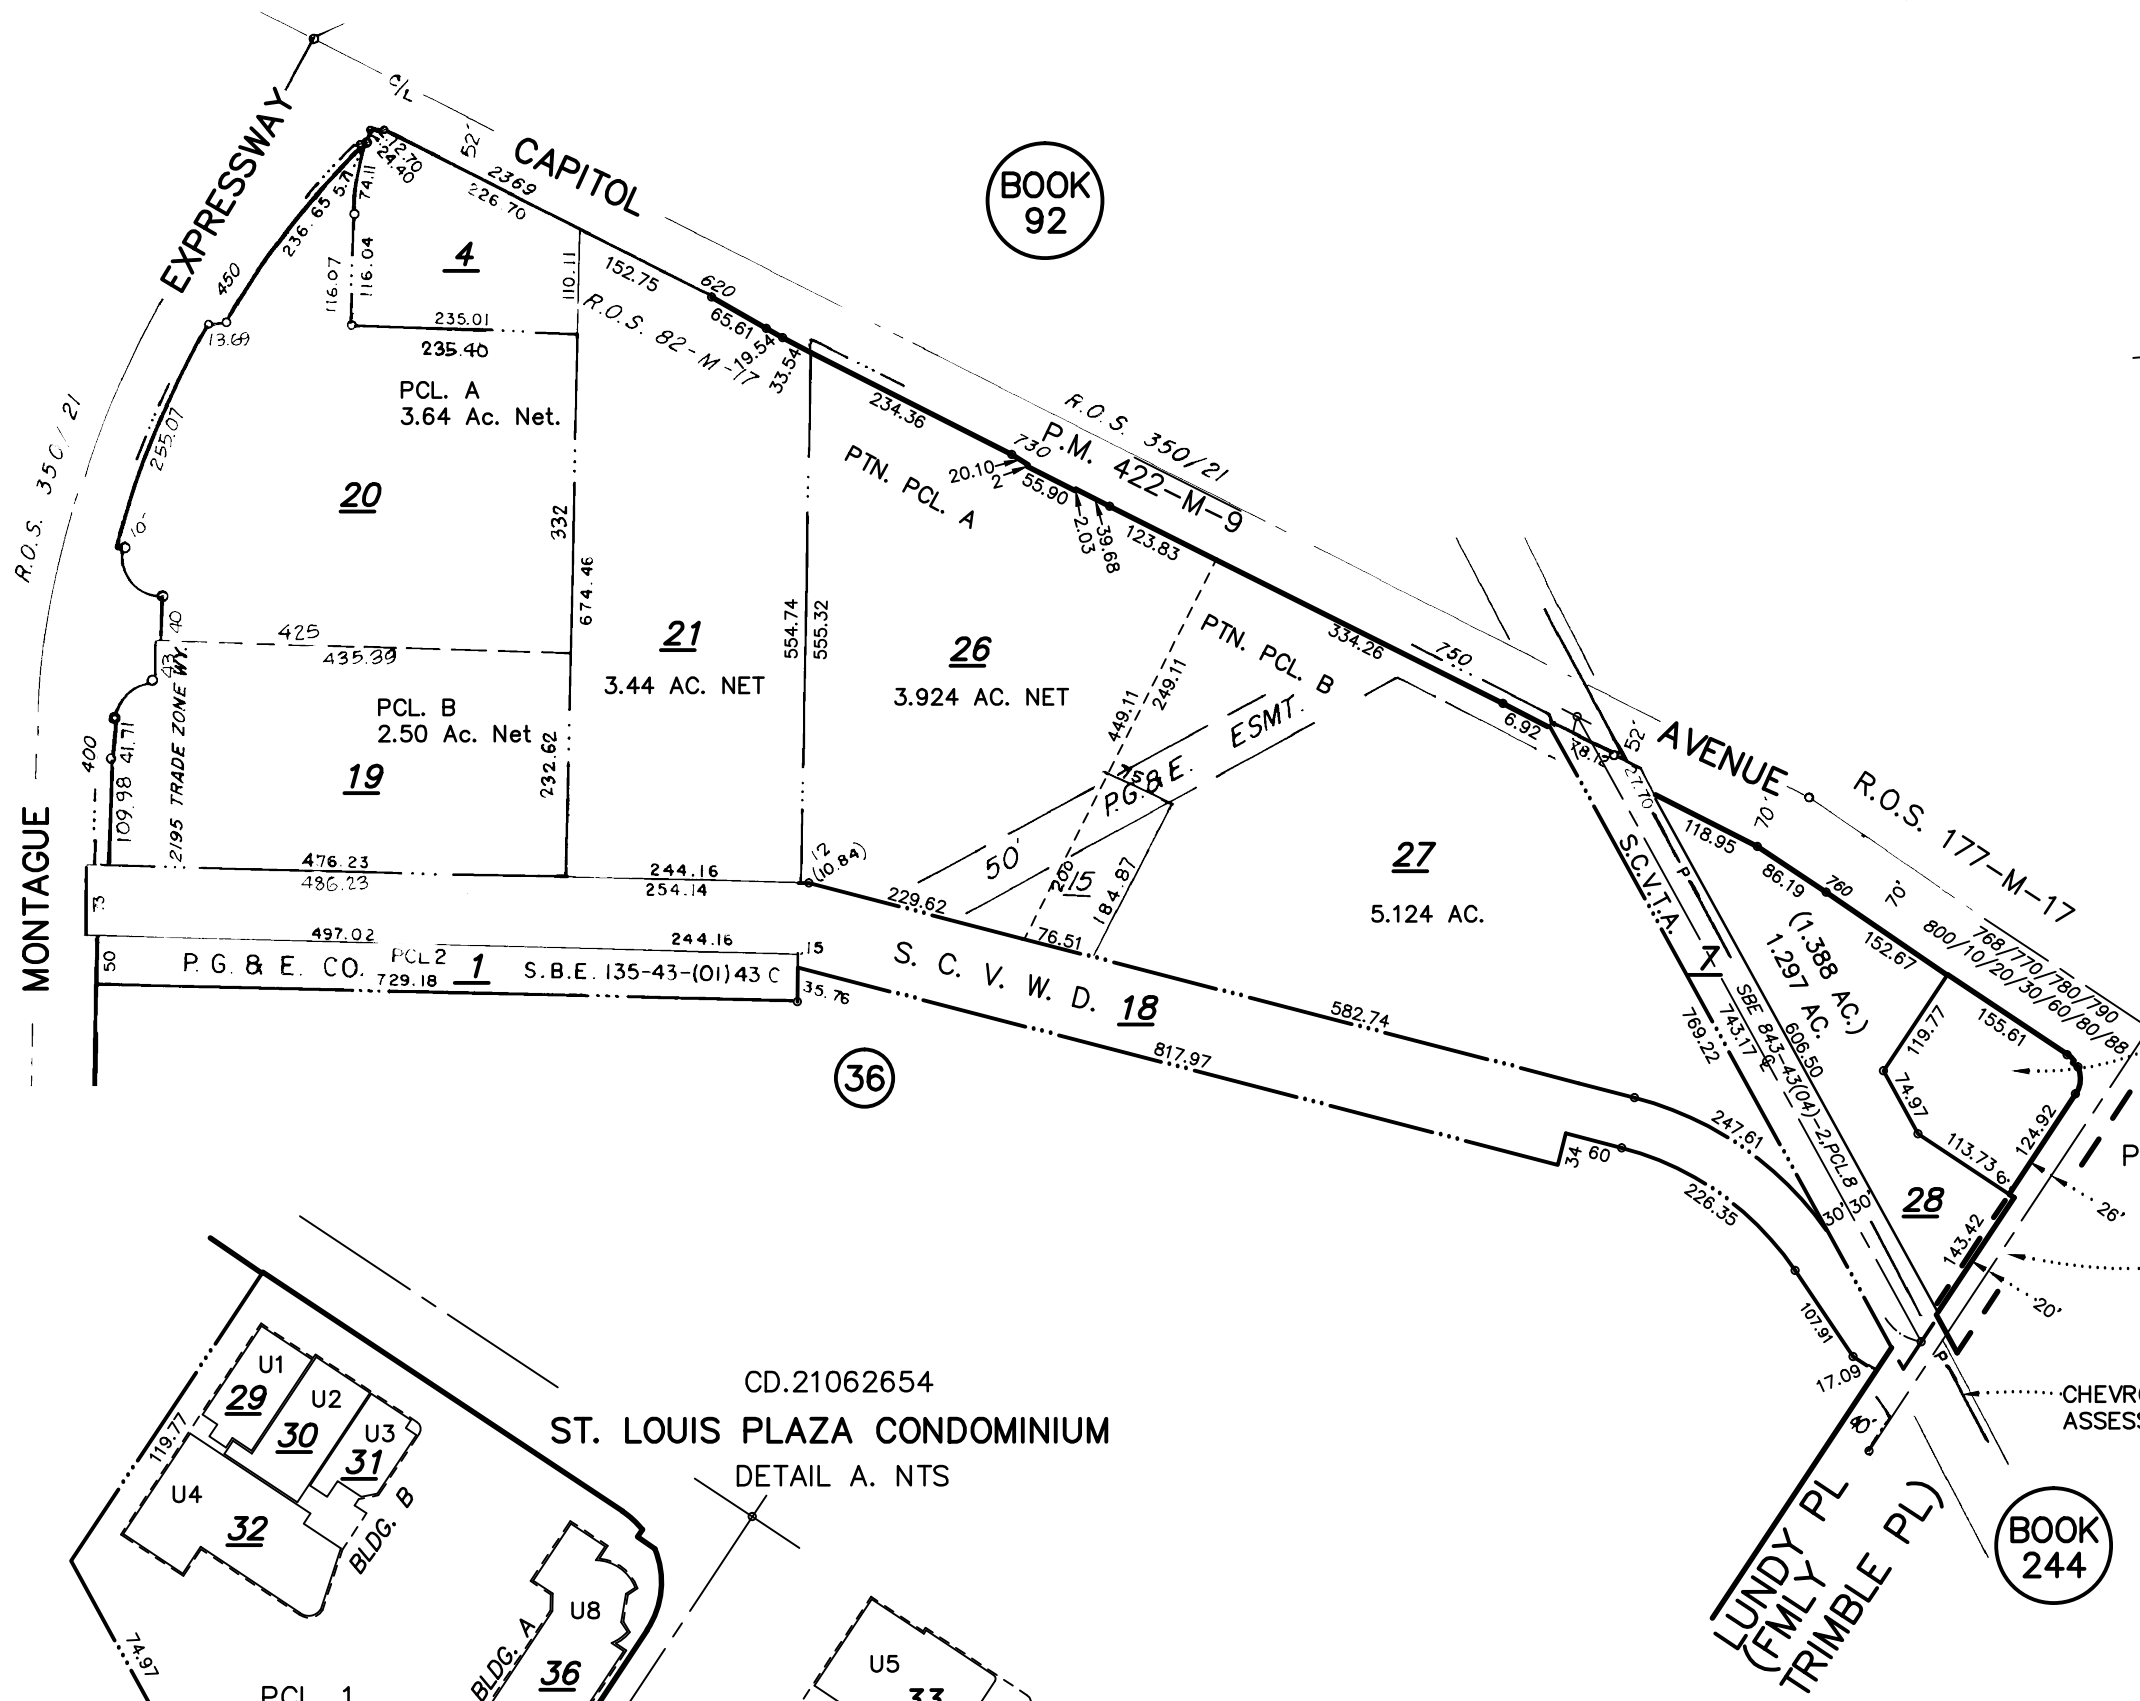 C/L
52'
CAPITOL
EXPRESSWAY
BOOK
92
12.70
24.40
5.71
74.11
2369
226.70
236.65
4
116.07
116.04
110.11
152.75
620
450
65.61
R.O.S. 82-M-77
19.54
33.54
13.69
235.01
235.40
PCL. A
3.64 Ac. Net.
R.O.S. 350/21
234.36
R.O.S. 350/21
P.M. 422-M-9
730
20.10
2
55.90
2.03
39.68
123.83
PTN. PCL. A
255.07
20
332
10'
674.46
554.74
555.32
40
425
435.39
43
21
3.44 AC. NET
26
3.924 AC. NET
PTN. PCL. B
334.26
750
449.11
249.11
PCL. B
2.50 Ac. Net
19
2195 TRADE ZONE WY.
400
41.71
109.98
232.62
P.G.&E. ESMT.
75
6.92
78.12
52'
27.70
AVENUE
R.O.S. 177-M-17
70'
118.95
86.19
760
70'
MONTAGUE
476.23
486.23
244.16
254.14
12
(10.84)
50'
260
15
184.87
229.62
76.51
27
5.124 AC.
S.C.V.T.A.
P
7
73
50
497.02
244.16
15
P. G. & E. CO.
PCL 2
729.18
1
S.B.E. 135-43-(01)43 C
35.76
S. C. V. W. D.
18
582.74
817.97
36
769.22
743.17
SBE 843-43(04)-2,PCL.8
606.50
(1.388 AC.)
1.297 AC.
152.67
768/770/780/790
800/10/20/30/60/80/88
119.77
155.61
74.97
113.73
6'
124.92
P
26'
28
143.42
20'
34
60
247.61
226.35
30'
30'
107.91
17.09
P
40'
CHEVR
ASSESS
LUNDY PL
(FMLY
TRIMBLE PL)
BOOK
244
CD.21062654
ST. LOUIS PLAZA CONDOMINIUM
DETAIL A. NTS
U1
29
U2
30
U3
31
119.77
U4
32
BLDG. B
74.97
PCL 1
BLDG. A
U8
36
U5
33